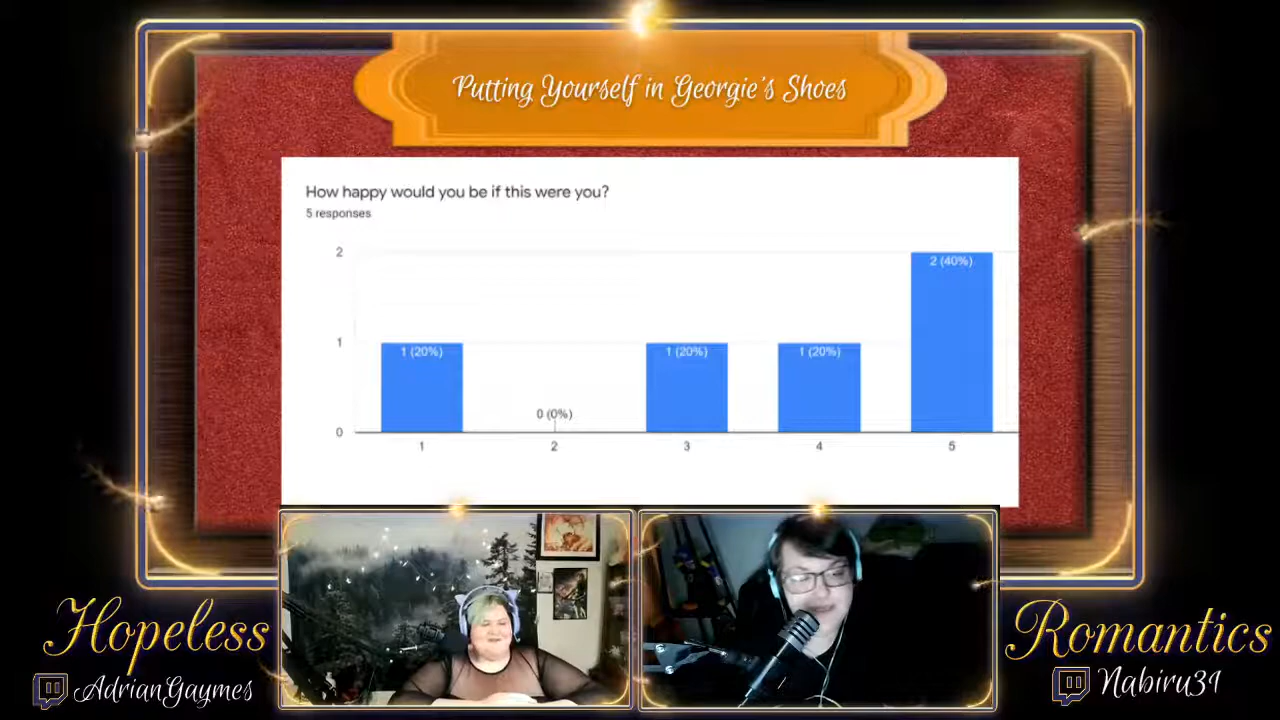 Putting Yourself in Georgie's Shoes
How happy would you be if this were you?
5 responses
2
2 (40%)
1
1 (20%)
1 (20%)
1 (20%)
0 (0%)
0
1
2
3
4
5
Hopeless
Romantics
AdrianGaymes
Nabiru39